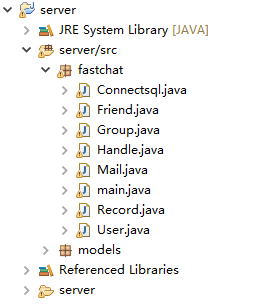 server
JRE System Library [JAVA]
server/src
fastchat
Connectsql.java
Friend.java
Group.java
Handle.java
Mail.java
main.java
Record.java
User.java
models
Referenced Libraries
server